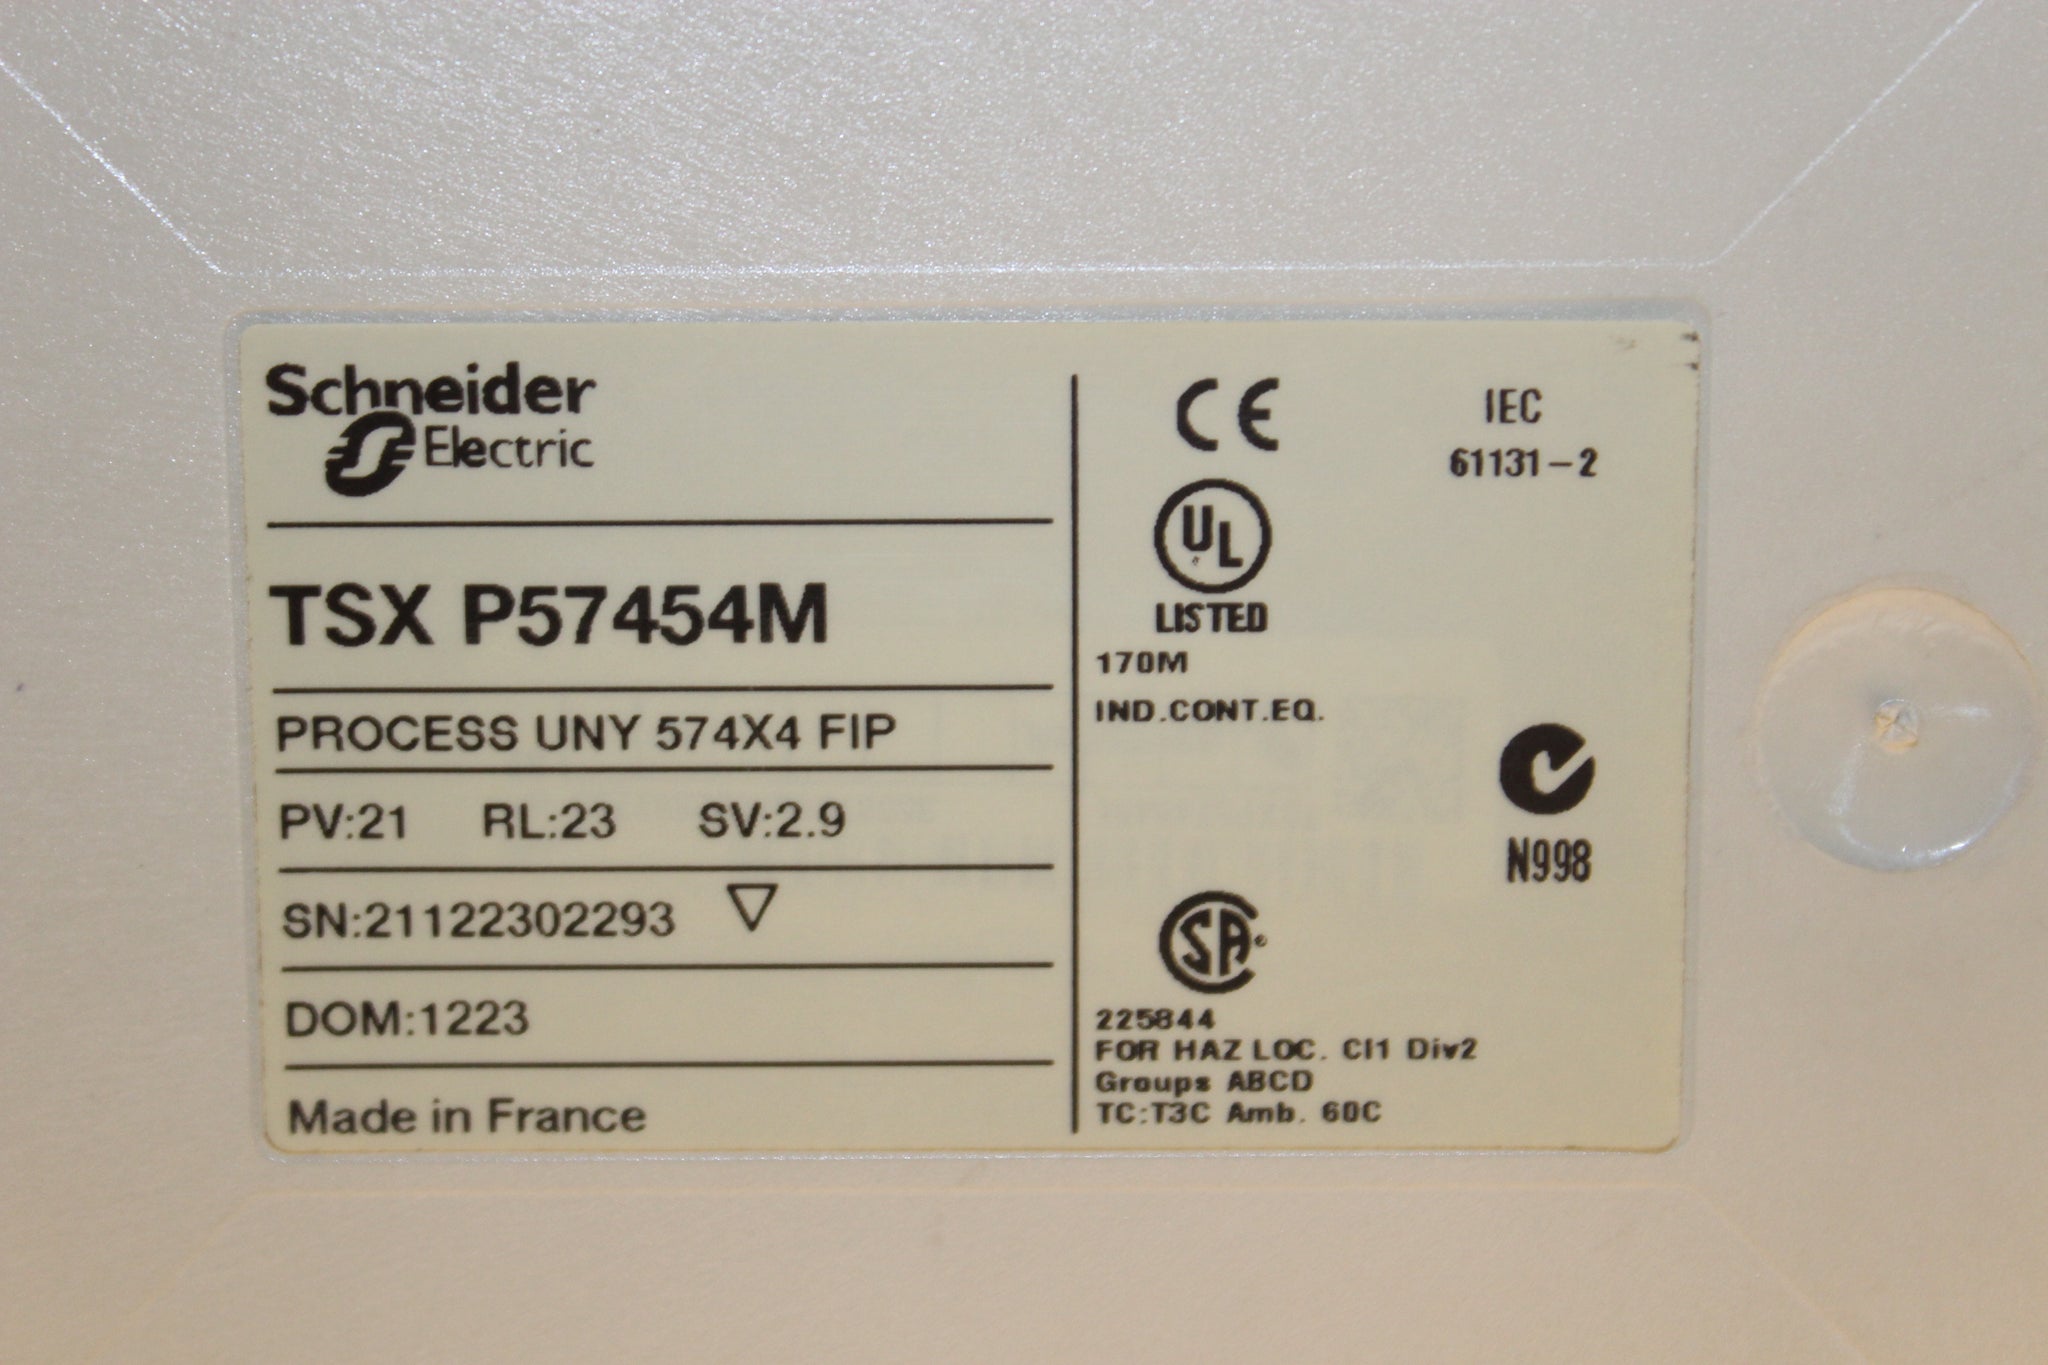 Schneider
Electric
TSX P57454M
PROCESS UNY 574X4 FIP
PV:21 RL:23 SV:2.9
SN:21122302293
DOM:1223
Made in France
CE
IEC
61131-2
UL
LISTED
170M
IND.CONT.EQ.
N998
CSA
225844
FOR HAZ LOC. Cl1 Div2
Groups ABCD
TC:T3C Amb. 60C